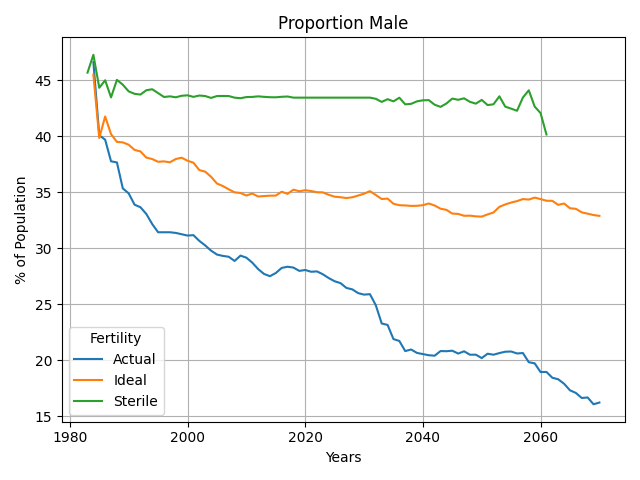 Proportion Male
% of Population
45
40
35
30
25
20
15
Fertility
Actual
Ideal
Sterile
1980
2000
2020
2040
2060
Years